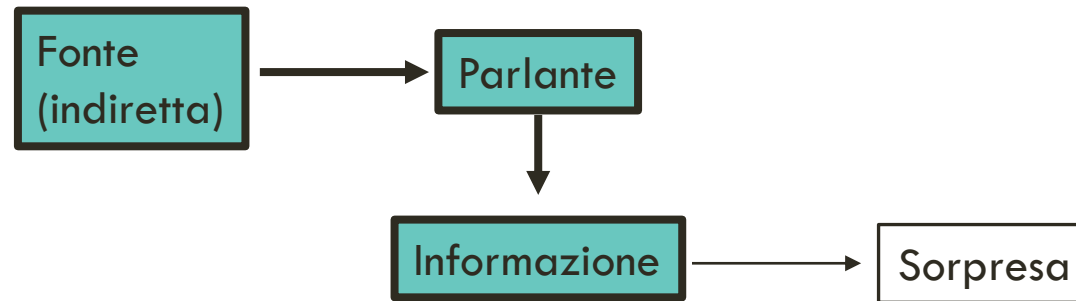 Fonte
(indiretta)
Parlante
Informazione
Sorpresa